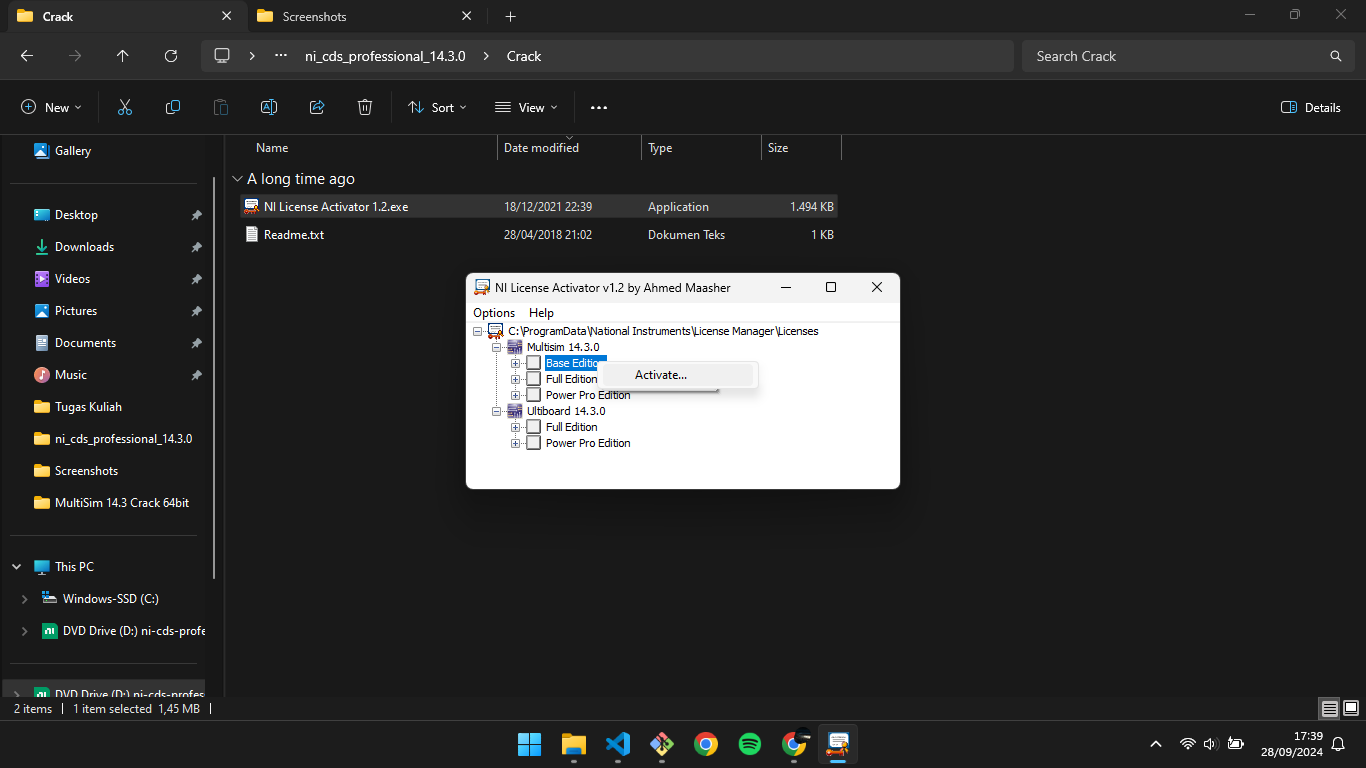 Crack
Screenshots
ni_cds_professional_14.3.0
Crack
Search Crack
New
Sort
View
Details
Gallery
Desktop
Downloads
Videos
Pictures
Documents
Music
Tugas Kuliah
ni_cds_professional_14.3.0
Screenshots
MultiSim 14.3 Crack 64bit
This PC
Windows-SSD (C:)
DVD Drive (D:) ni-cds-profe
DVD Drive (D:) ni-cds-profes
Name Date modified Type Size
A long time ago
NI License Activator 1.2.exe 18/12/2021 22:39 Application 1.494 KB
Readme.txt 28/04/2018 21:02 Dokumen Teks 1 KB
NI License Activator v1.2 by Ahmed Maasher
Options Help
C:\ProgramData\National Instruments\License Manager\Licenses
Multisim 14.3.0
Base Editio
Activate...
Full Edition
Power Pro Edition
Ultiboard 14.3.0
Full Edition
Power Pro Edition
2 items 1 item selected 1,45 MB
17:39
28/09/2024